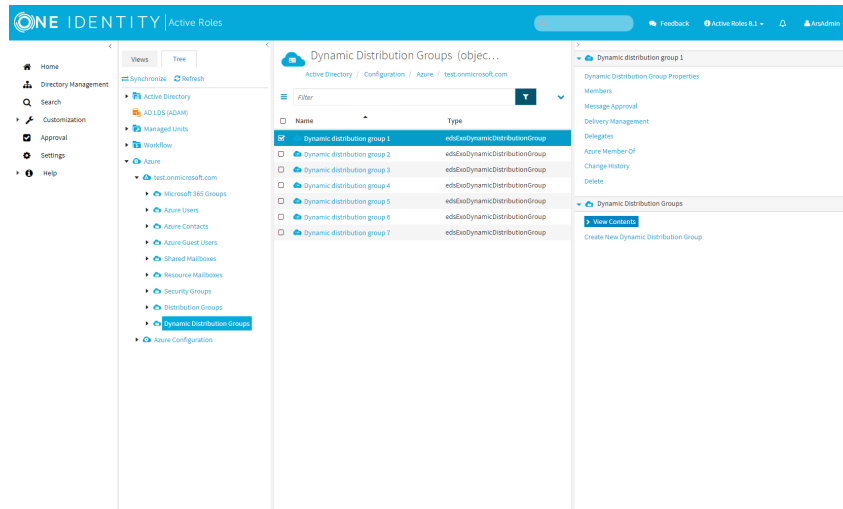 ONE IDENTITY Active Roles
Feedback
Active Roles 8.1
ArsAdmin
Home
Directory Management
Search
Customization
Approval
Settings
Help
Views
Tree
Synchronize
Refresh
Active Directory
AD LDS (ADAM)
Managed Units
Workflow
Azure
test.onmicrosoft.com
Microsoft 365 Groups
Azure Users
Azure Contacts
Azure Guest Users
Shared Mailboxes
Resource Mailboxes
Security Groups
Distribution Groups
Dynamic Distribution Groups
Azure Configuration
Dynamic Distribution Groups (objec...
Active Directory / Configuration / Azure / test.onmicrosoft.com
Filter
Name Type
Dynamic distribution group 1 edsExoDynamicDistributionGroup
Dynamic distribution group 2 edsExoDynamicDistributionGroup
Dynamic distribution group 3 edsExoDynamicDistributionGroup
Dynamic distribution group 4 edsExoDynamicDistributionGroup
Dynamic distribution group 5 edsExoDynamicDistributionGroup
Dynamic distribution group 6 edsExoDynamicDistributionGroup
Dynamic distribution group 7 edsExoDynamicDistributionGroup
Dynamic distribution group 1
Dynamic Distribution Group Properties
Members
Message Approval
Delivery Management
Delegates
Azure Member Of
Change History
Delete
Dynamic Distribution Groups
View Contents
Create New Dynamic Distribution Group